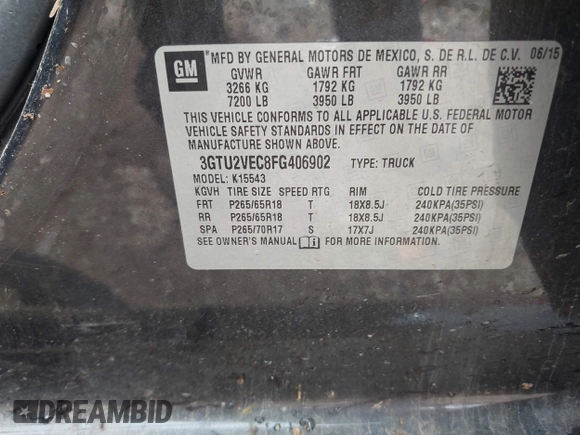 GM MFD BY GENERAL MOTORS DE MEXICO, S. DE R.L. DE C.V. 06/15
GVWR GAWR FRT GAWR RR
3266 KG 1792 KG 1792 KG
7200 LB 3950 LB 3950 LB
THIS VEHICLE CONFORMS TO ALL APPLICABLE U.S. FEDERAL MOTOR
VEHICLE SAFETY STANDARDS IN EFFECT ON THE DATE OF
MANUFACTURE SHOWN ABOVE.
3GTU2VEC8FG406902 TYPE: TRUCK
MODEL: K15543
KGVH TIRE SIZE SPEED RTG RIM COLD TIRE PRESSURE
FRT P265/65R18 T 18X8.5J 240KPA(35PSI)
RR P265/65R18 T 18X8.5J 240KPA(35PSI)
SPA P265/70R17 S 17X7J 240KPA(35PSI)
SEE OWNER'S MANUAL FOR MORE INFORMATION.
DREAMBID